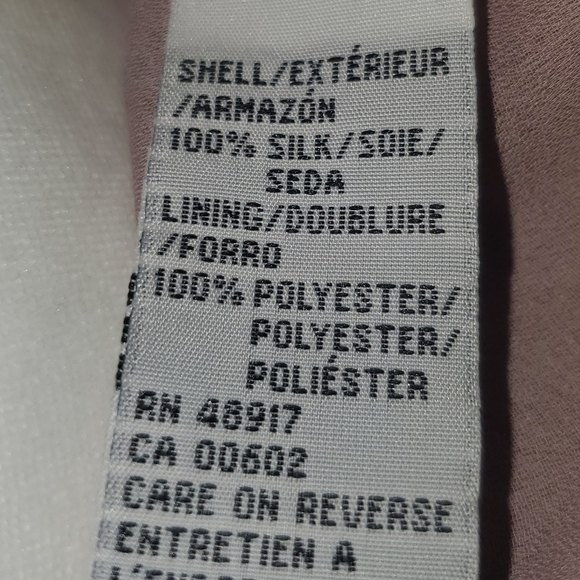 SHELL/EXTÉRIEUR
/ARMAZÓN
100% SILK/SOIE/
SEDA
LINING/DOUBLURE
/FORRO
100% POLYESTER/
POLYESTER/
POLIÉSTER
RN 46917
CA 00602
CARE ON REVERSE
ENTRETIEN A